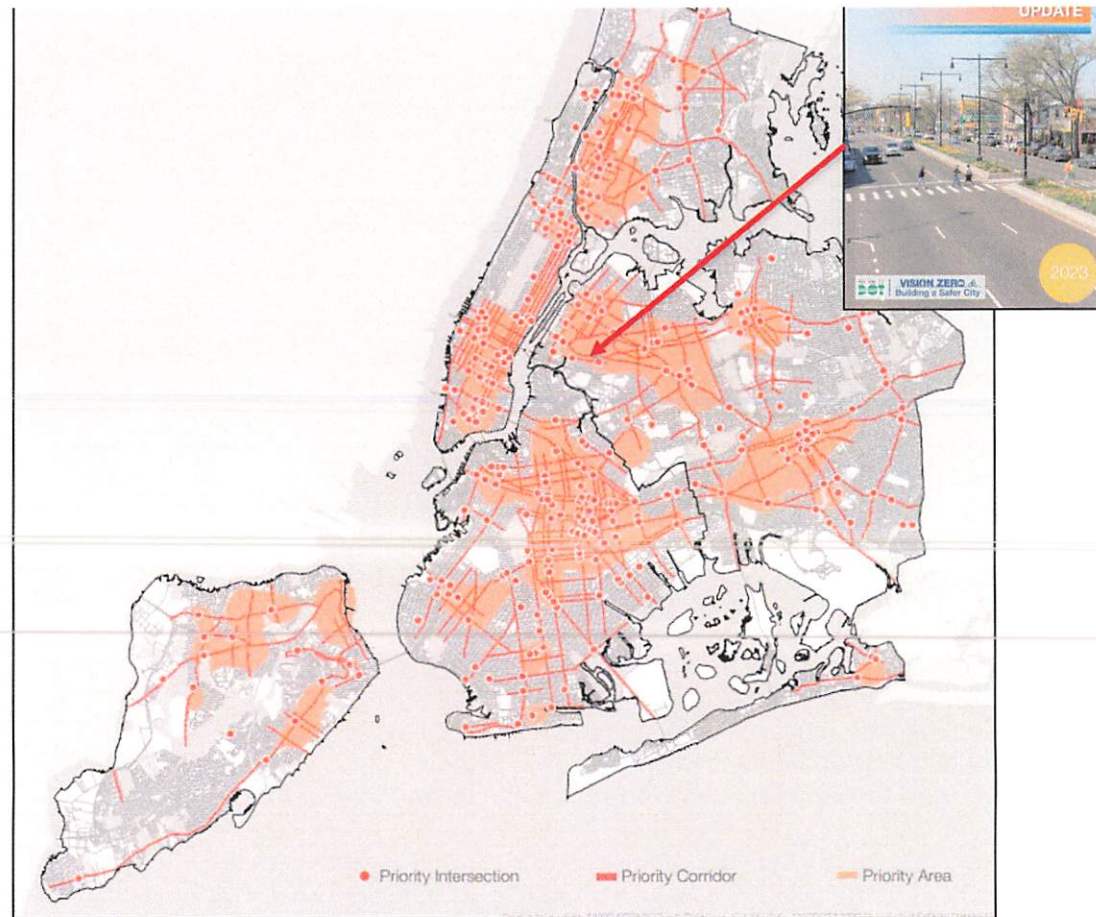 UPDATE
2023
VISION ZERO
Building a Safer City
Priority Intersection
Priority Corridor
Priority Area